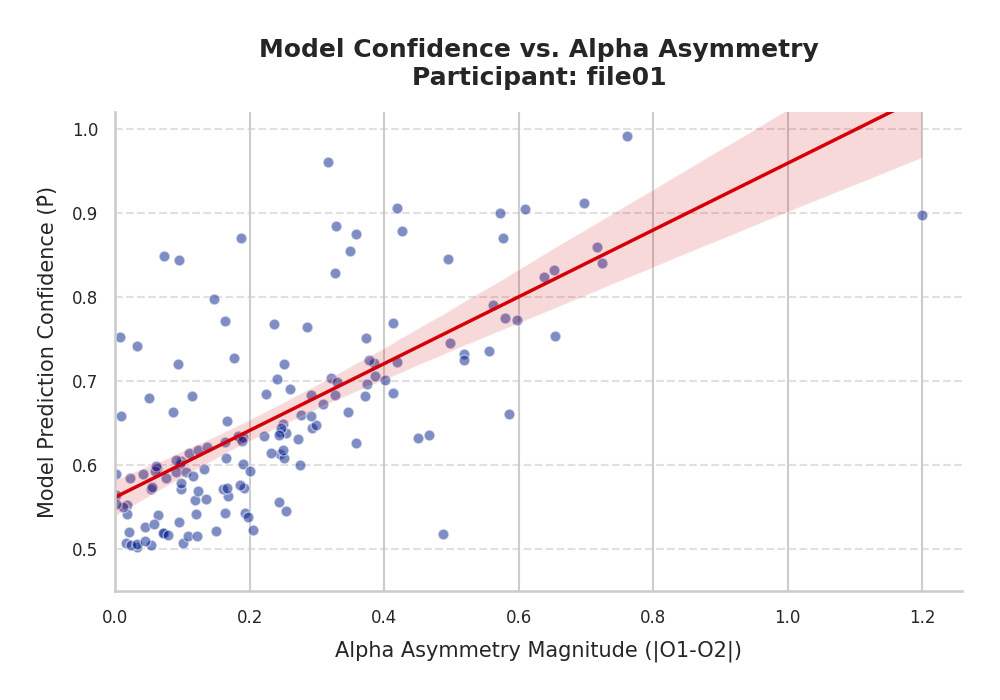 Model Confidence vs. Alpha Asymmetry
Participant: file01
Model Prediction Confidence (P̂)
1.0
0.9
0.8
0.7
0.6
0.5
0.0 0.2 0.4 0.6 0.8 1.0 1.2
Alpha Asymmetry Magnitude (|O1-O2|)